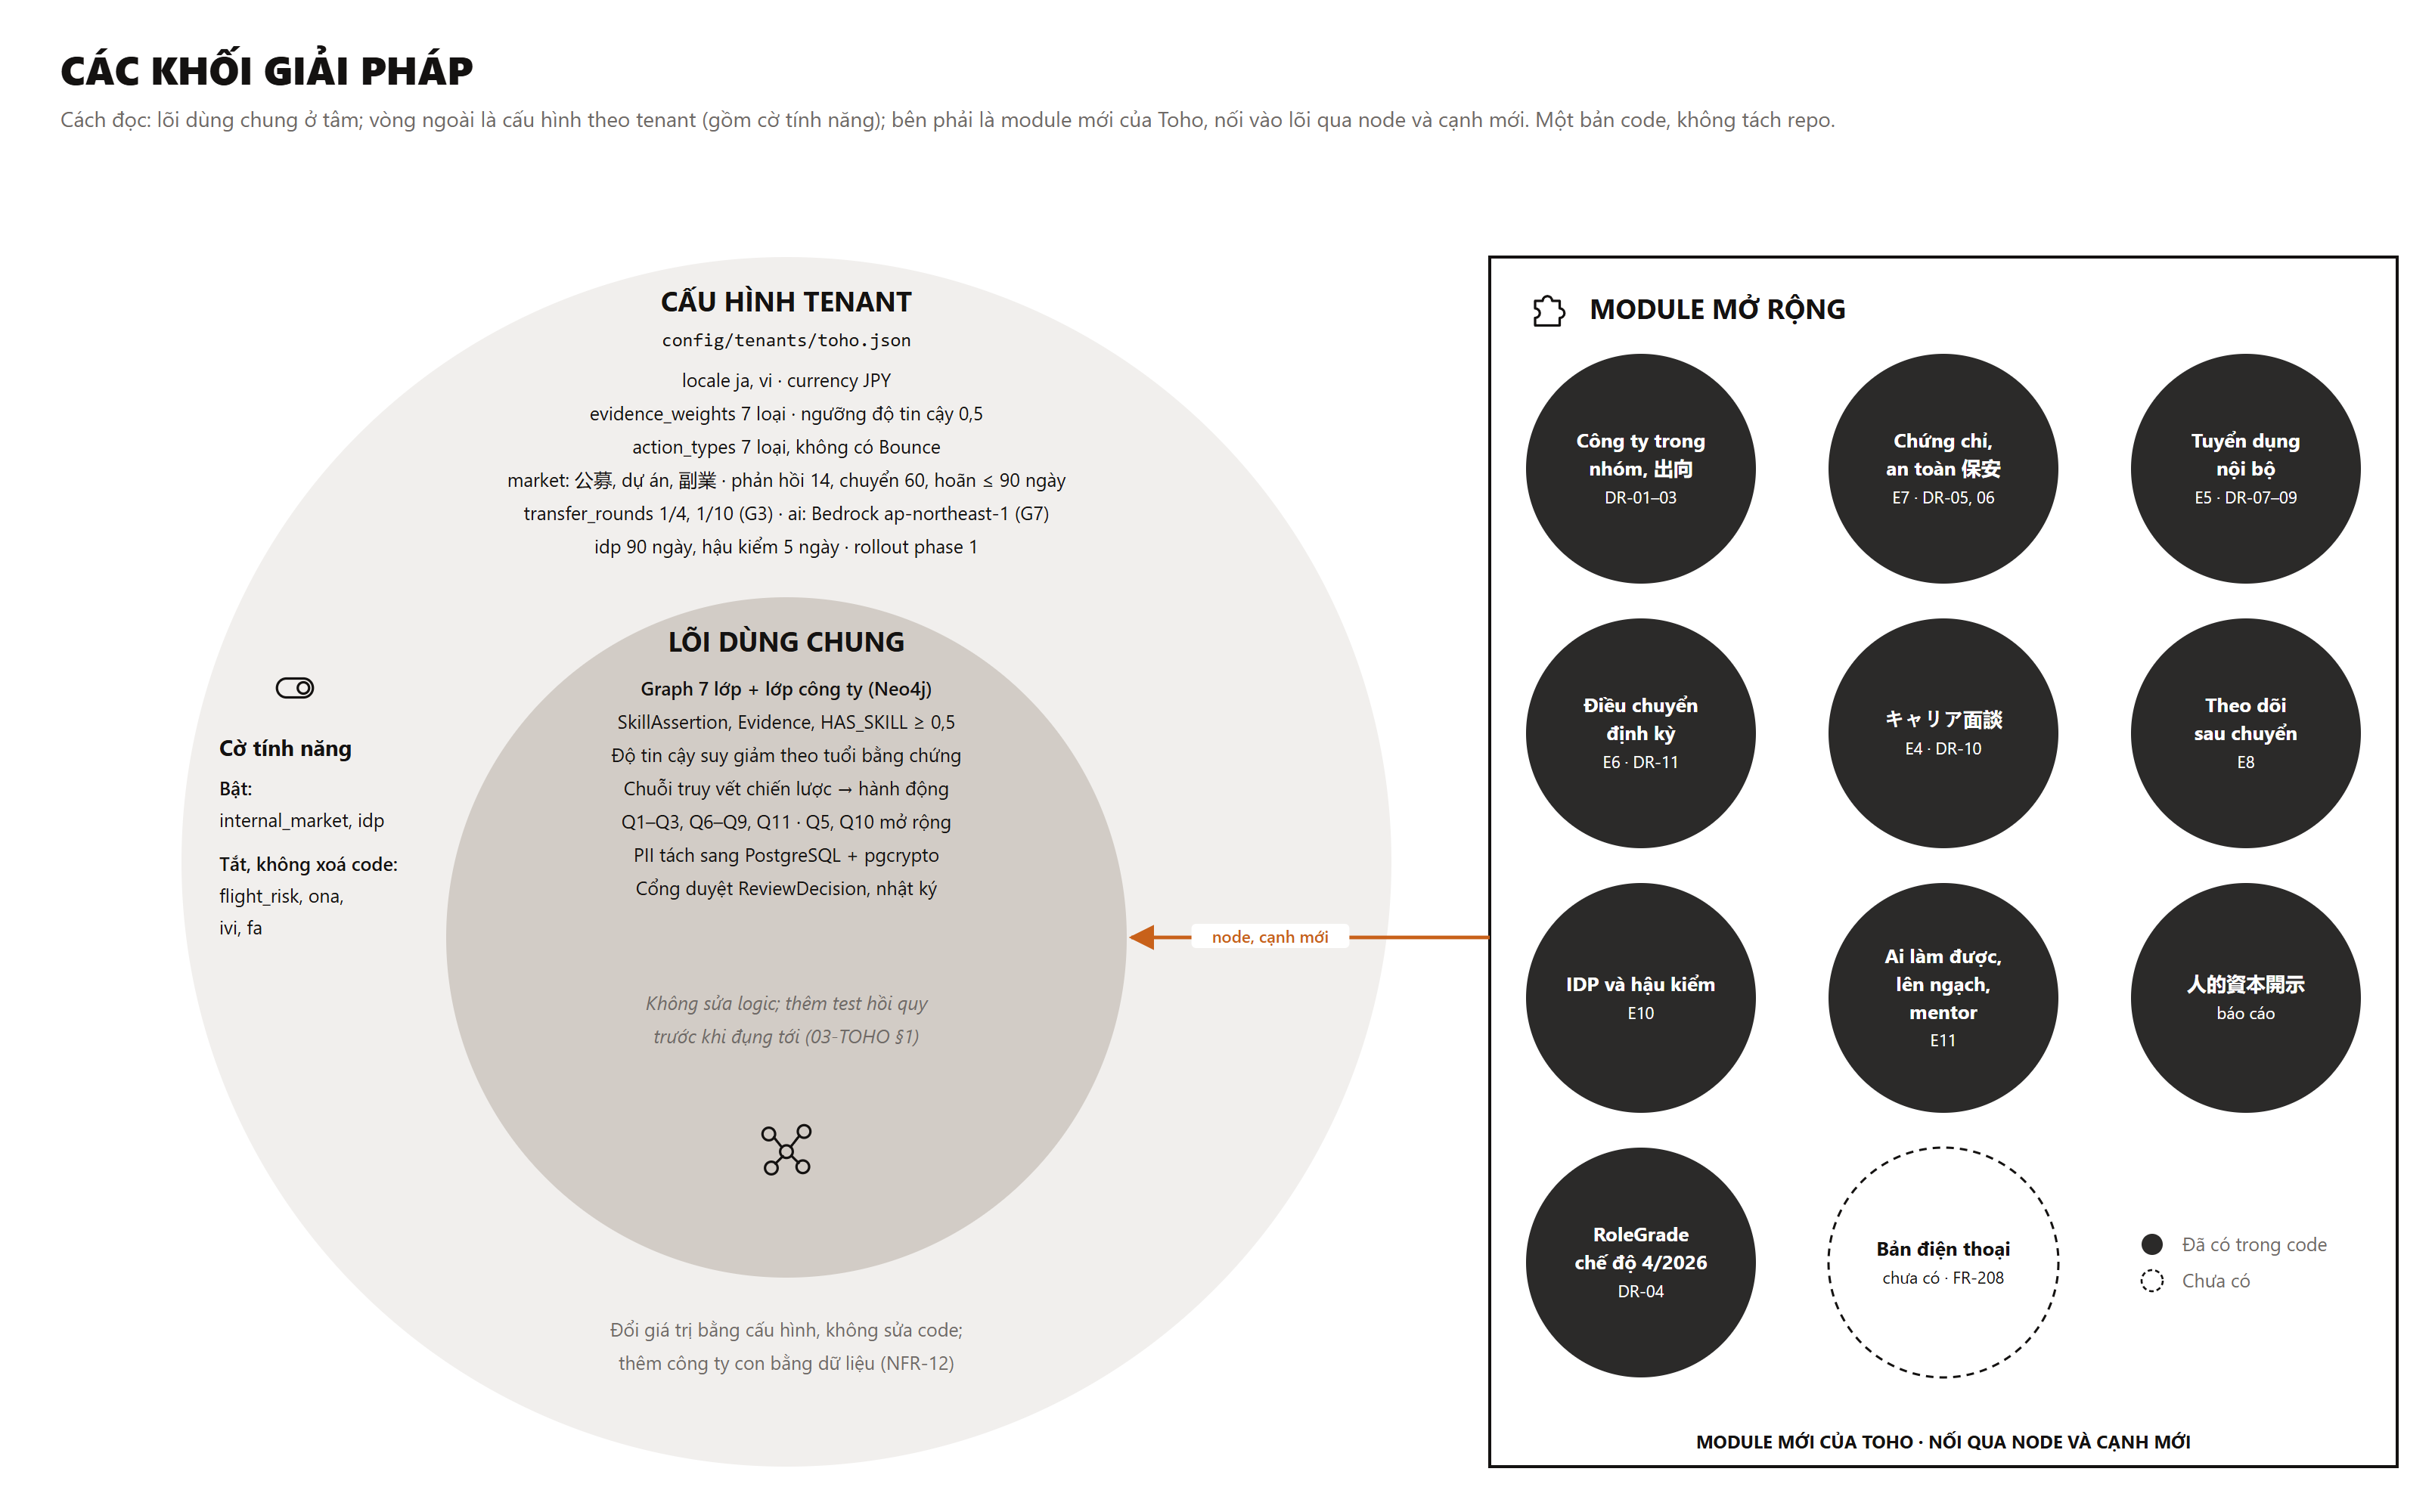 CÁC KHỐI GIẢI PHÁP
Cách đọc: lõi dùng chung ở tâm; vòng ngoài là cấu hình theo tenant (gồm cờ tính năng); bên phải là module mới của Toho, nối vào lõi qua node và cạnh mới. Một bản code, không tách repo.
CẤU HÌNH TENANT
config/tenants/toho.json
locale ja, vi · currency JPY
evidence_weights 7 loại · ngưỡng độ tin cậy 0,5
action_types 7 loại, không có Bounce
market: 公募, dự án, 副業 · phản hồi 14, chuyển 60, hoãn ≤ 90 ngày
transfer_rounds 1/4, 1/10 (G3) · ai: Bedrock ap-northeast-1 (G7)
idp 90 ngày, hậu kiểm 5 ngày · rollout phase 1
Cờ tính năng
Bật:
internal_market, idp
Tắt, không xoá code:
flight_risk, ona,
ivi, fa
LÕI DÙNG CHUNG
Graph 7 lớp + lớp công ty (Neo4j)
SkillAssertion, Evidence, HAS_SKILL ≥ 0,5
Độ tin cậy suy giảm theo tuổi bằng chứng
Chuỗi truy vết chiến lược → hành động
Q1–Q3, Q6–Q9, Q11 · Q5, Q10 mở rộng
PII tách sang PostgreSQL + pgcrypto
Cổng duyệt ReviewDecision, nhật ký
Không sửa logic; thêm test hồi quy
trước khi đụng tới (03-TOHO §1)
Đổi giá trị bằng cấu hình, không sửa code;
thêm công ty con bằng dữ liệu (NFR-12)
node, cạnh mới
MODULE MỞ RỘNG
Công ty trong
nhóm, 出向
DR-01–03
Chứng chỉ,
an toàn 保安
E7 · DR-05, 06
Tuyển dụng
nội bộ
E5 · DR-07–09
Điều chuyển
định kỳ
E6 · DR-11
キャリア面談
E4 · DR-10
Theo dõi
sau chuyển
E8
IDP và hậu kiểm
E10
Ai làm được,
lên ngạch,
mentor
E11
人的資本開示
báo cáo
RoleGrade
chế độ 4/2026
DR-04
Bản điện thoại
chưa có · FR-208
Đã có trong code
Chưa có
MODULE MỚI CỦA TOHO · NỐI QUA NODE VÀ CẠNH MỚI